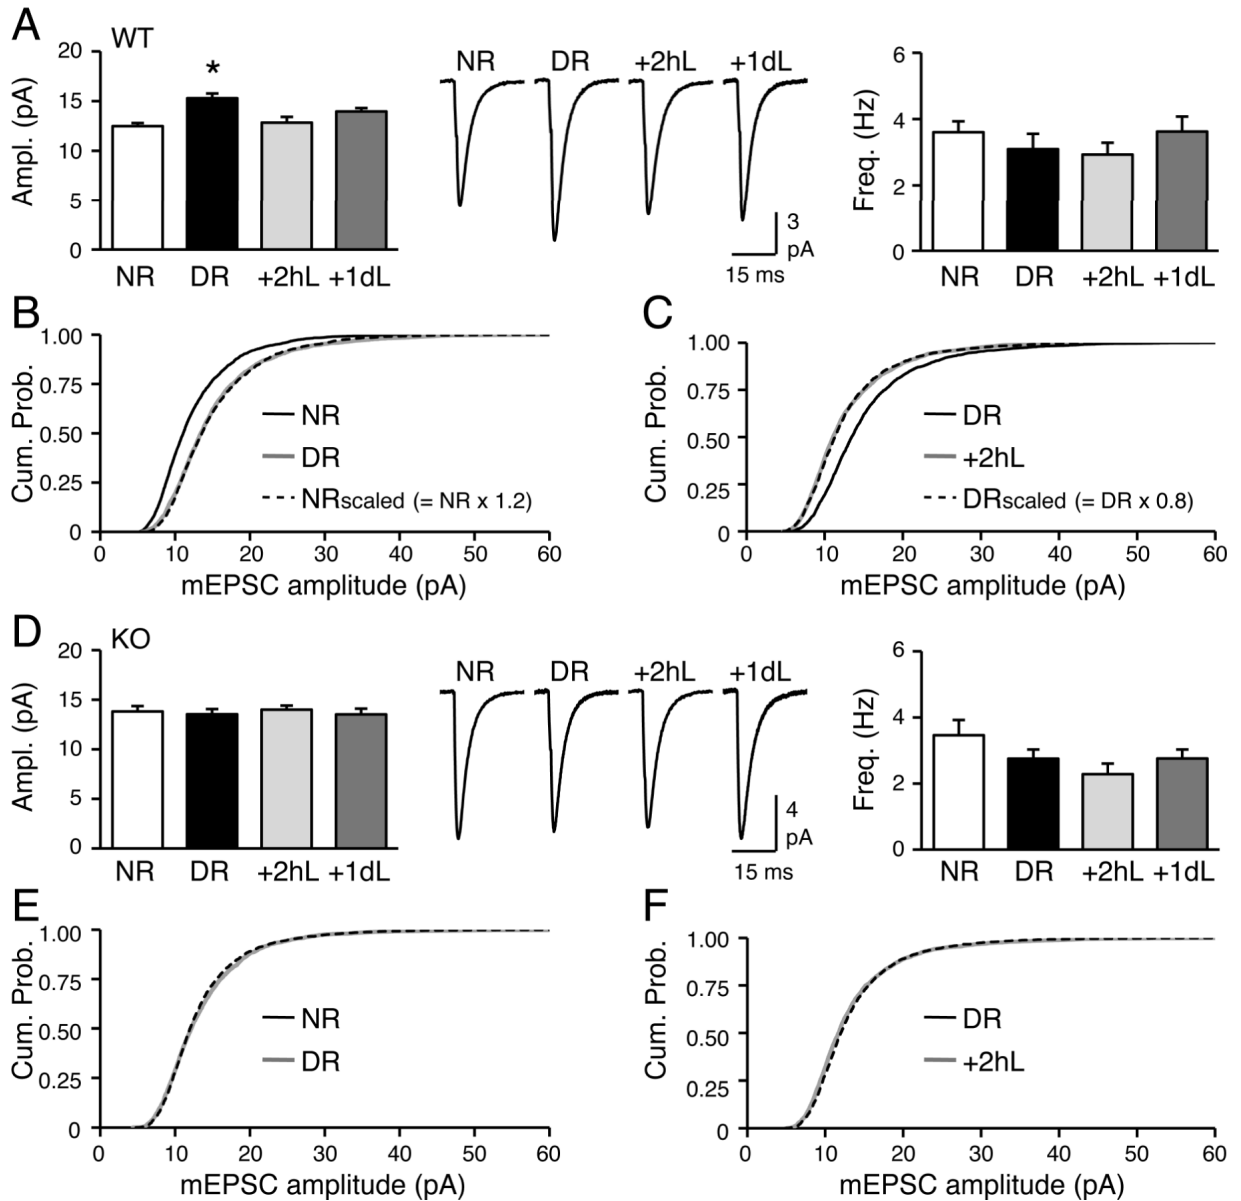 A
WT
20
15
10
5
0
Ampl. (pA)
*
NR DR +2hL +1dL
NR DR +2hL +1dL
3
pA
15 ms
6
4
2
0
Freq. (Hz)
NR DR +2hL +1dL
B
1.00
0.75
0.50
0.25
0
Cum. Prob.
NR
DR
NRscaled (= NR x 1.2)
0 10 20 30 40 50 60
mEPSC amplitude (pA)
C
1.00
0.75
0.50
0.25
0
Cum. Prob.
DR
+2hL
DRscaled (= DR x 0.8)
0 10 20 30 40 50 60
mEPSC amplitude (pA)
D
KO
20
15
10
5
0
Ampl. (pA)
NR DR +2hL +1dL
NR DR +2hL +1dL
4
pA
15 ms
6
4
2
0
Freq. (Hz)
NR DR +2hL +1dL
E
1.00
0.75
0.50
0.25
0
Cum. Prob.
NR
DR
0 10 20 30 40 50 60
mEPSC amplitude (pA)
F
1.00
0.75
0.50
0.25
0
Cum. Prob.
DR
+2hL
0 10 20 30 40 50 60
mEPSC amplitude (pA)